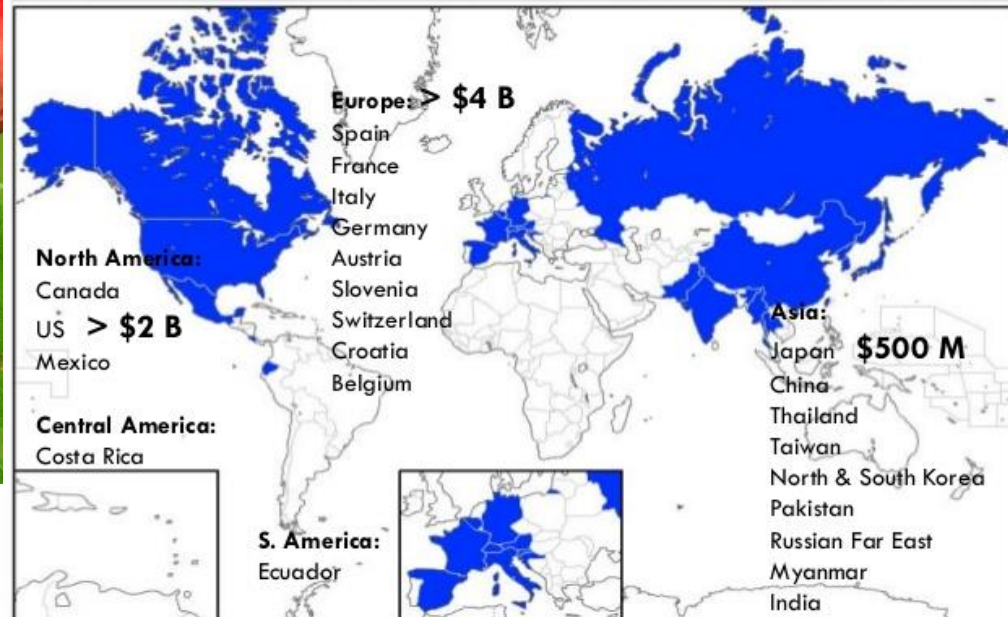 Europe: > $4 B
Spain
France
Italy
Germany
Austria
Slovenia
Switzerland
Croatia
Belgium
North America:
Canada
US > $2 B
Mexico
Central America:
Costa Rica
S. America:
Ecuador
Asia:
Japan $500 M
China
Thailand
Taiwan
North & South Korea
Pakistan
Russian Far East
Myanmar
India